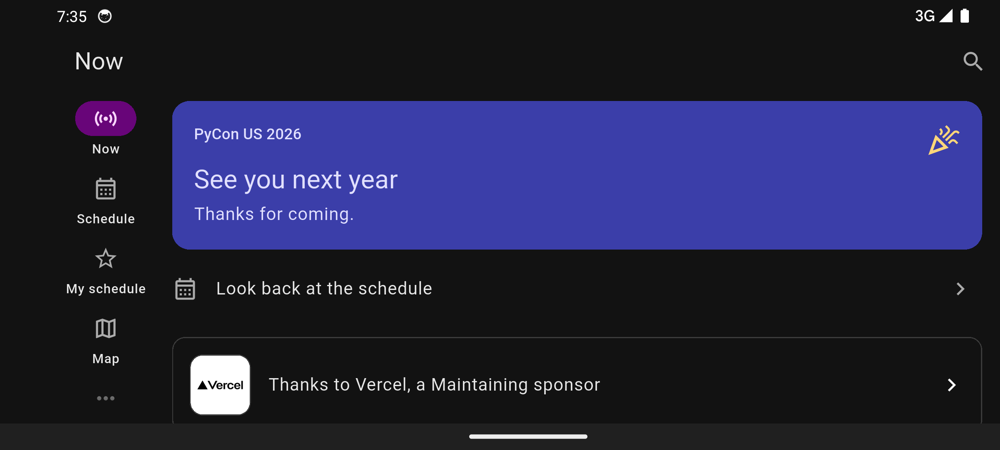 7:35
3G
Now
Now
Schedule
My schedule
Map
PyCon US 2026
See you next year
Thanks for coming.
Look back at the schedule
Vercel
Thanks to Vercel, a Maintaining sponsor